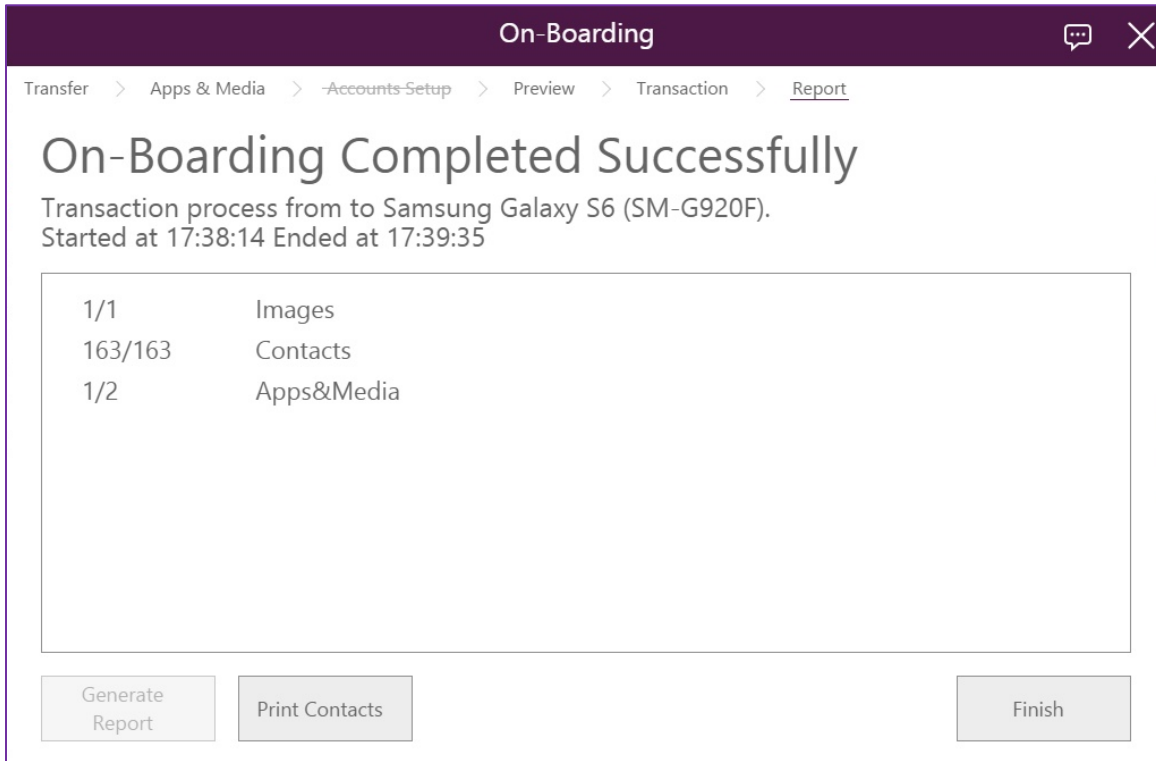 On-Boarding
Transfer > Apps & Media > Accounts Setup > Preview > Transaction > Report
On-Boarding Completed Successfully
Transaction process from to Samsung Galaxy S6 (SM-G920F).
Started at 17:38:14 Ended at 17:39:35
1/1 Images
163/163 Contacts
1/2 Apps&Media
Generate
Report
Print Contacts
Finish